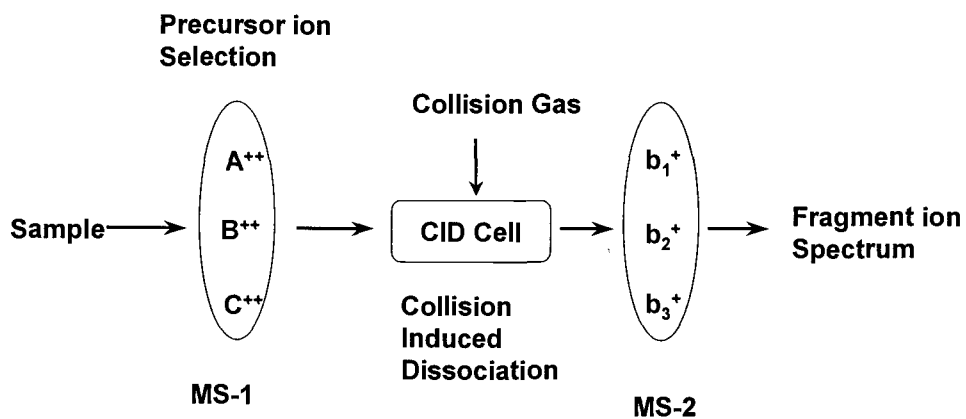 Precursor ion
Selection
Collision Gas
A⁺⁺
b₁⁺
Sample
B⁺⁺
CID Cell
b₂⁺
Fragment ion
Spectrum
C⁺⁺
b₃⁺
Collision
Induced
Dissociation
MS-1
MS-2